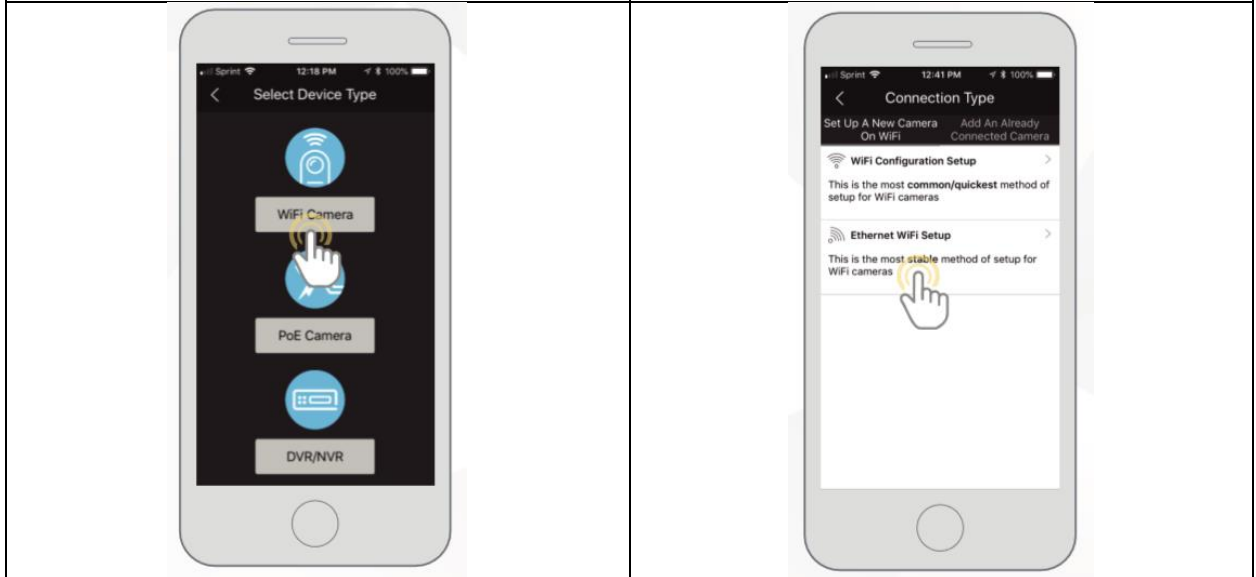 Sprint 12:18 PM 100%
Select Device Type
WiFi Camera
PoE Camera
DVR/NVR
Sprint 12:41 PM 100%
Connection Type
Set Up A New Camera On WiFi
Add An Already Connected Camera
WiFi Configuration Setup
This is the most common/quickest method of
setup for WiFi cameras
Ethernet WiFi Setup
This is the most stable method of setup for
WiFi cameras